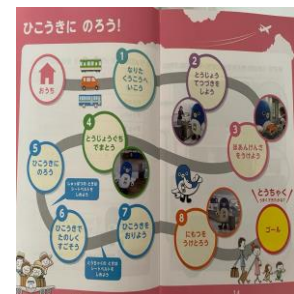 ひこうきに のろう!
おうち
1
なりた
くうこうへ
いこう
2
とうじょう
てつづきを
しよう
3
ほあんけんさ
をうけよう
4
とうじょうぐち
でまとう
5
ひこうきに
のろう
6
ひこうきで
たのしく
すごそう
7
ひこうきを
おりよう
8
にもつを
うけとろう
とうちゃく
ゴール